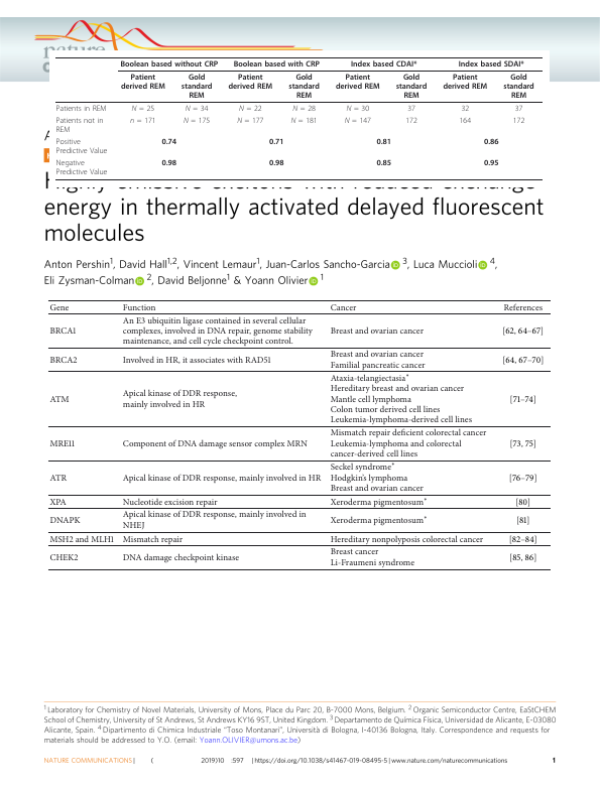 nature
Boolean based without CRP Boolean based with CRP Index based CDAI* Index based SDAI*
Patient derived REM Gold standard REM Patient derived REM Gold standard REM Patient derived REM Gold standard REM Patient derived REM Gold standard REM
Patients in REM N = 25 N = 34 N = 22 N = 28 N = 30 37 32 37
Patients not in REM n = 171 N = 175 N = 177 N = 181 N = 147 172 164 172
Positive Predictive Value 0.74 0.71 0.81 0.86
Negative Predictive Value 0.98 0.98 0.85 0.95
Highly emissive excitons with reduced exchange
energy in thermally activated delayed fluorescent
molecules
Anton Pershin1, David Hall1,2, Vincent Lemaur1, Juan-Carlos Sancho-Garcia 3, Luca Muccioli 4,
Eli Zysman-Colman 2, David Beljonne1 & Yoann Olivier 1
Gene Function Cancer References
BRCA1 An E3 ubiquitin ligase contained in several cellular
complexes, involved in DNA repair, genome stability
maintenance, and cell cycle checkpoint control. Breast and ovarian cancer [62, 64–67]
BRCA2 Involved in HR, it associates with RAD51 Breast and ovarian cancer
Familial pancreatic cancer [64, 67–70]
ATM Apical kinase of DDR response,
mainly involved in HR Ataxia-telangiectasia*
Hereditary breast and ovarian cancer
Mantle cell lymphoma
Colon tumor derived cell lines
Leukemia-lymphoma-derived cell lines [71–74]
MRE11 Component of DNA damage sensor complex MRN Mismatch repair deficient colorectal cancer
Leukemia-lymphoma and colorectal
cancer-derived cell lines [73, 75]
ATR Apical kinase of DDR response, mainly involved in HR Seckel syndrome*
Hodgkin's lymphoma
Breast and ovarian cancer [76–79]
XPA Nucleotide excision repair Xeroderma pigmentosum* [80]
DNAPK Apical kinase of DDR response, mainly involved in
NHEJ Xeroderma pigmentosum* [81]
MSH2 and MLH1 Mismatch repair Hereditary nonpolyposis colorectal cancer [82–84]
CHEK2 DNA damage checkpoint kinase Breast cancer
Li-Fraumeni syndrome [85, 86]
1 Laboratory for Chemistry of Novel Materials, University of Mons, Place du Parc 20, B-7000 Mons, Belgium. 2 Organic Semiconductor Centre, EaStCHEM
School of Chemistry, University of St Andrews, St Andrews KY16 9ST, United Kingdom. 3 Departamento de Química Física, Universidad de Alicante, E-03080
Alicante, Spain. 4 Dipartimento di Chimica Industriale "Toso Montanari", Università di Bologna, I-40136 Bologna, Italy. Correspondence and requests for
materials should be addressed to Y.O. (email: Yoann.OLIVIER@umons.ac.be)
NATURE COMMUNICATIONS | ( 2019)10 :597 | https://doi.org/10.1038/s41467-019-08495-5 | www.nature.com/naturecommunications 1